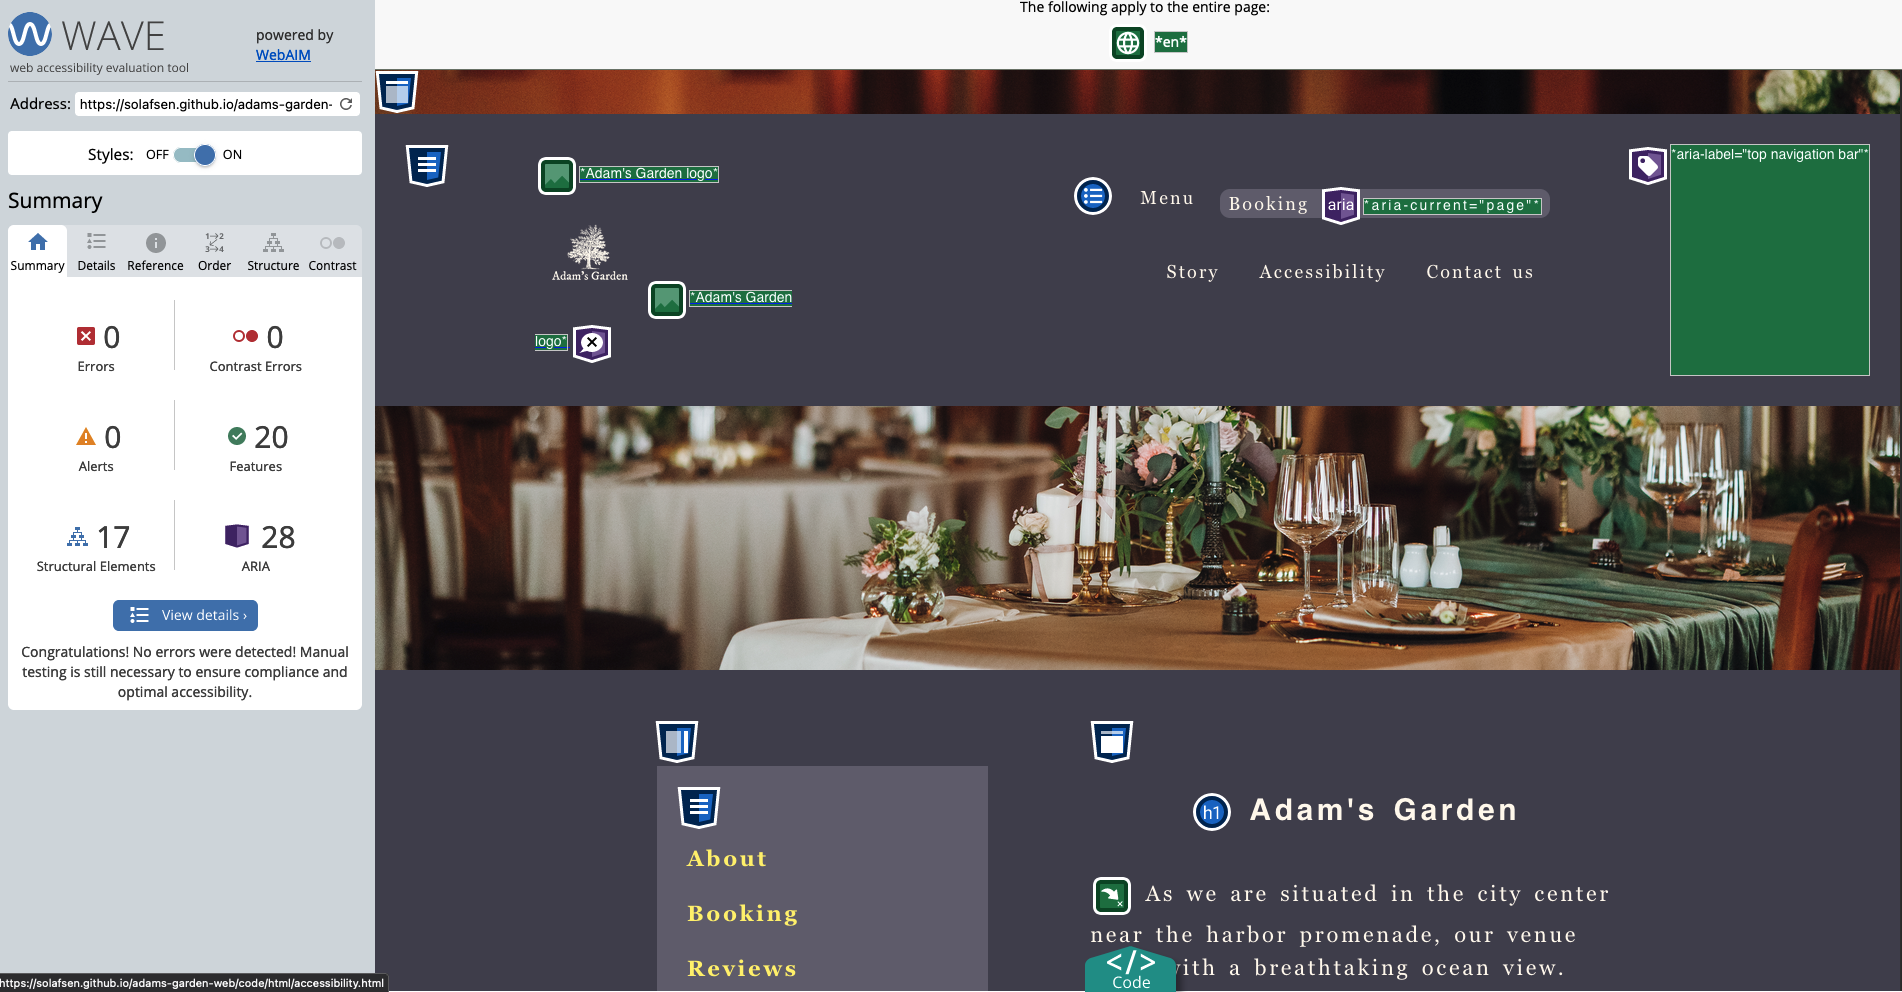 WAVE
web accessibility evaluation tool
powered by
WebAIM
Address: https://solafsen.github.io/adams-garden-
Styles: OFF ON
Summary
1→2
3→4
Summary Details Reference Order Structure Contrast
0 Errors
0 Contrast Errors
0 Alerts
20 Features
17 Structural Elements
28 ARIA
View details ›
Congratulations! No errors were detected! Manual
testing is still necessary to ensure compliance and
optimal accessibility.
https://solafsen.github.io/adams-garden-web/code/html/accessibility.html
The following apply to the entire page:
*en*
*Adam's Garden logo*
Adam's Garden
*Adam's Garden
logo*
Menu Booking aria *aria-current="page"*
Story Accessibility Contact us
*aria-label="top navigation bar"*
About
Booking
Reviews
h1 Adam's Garden
As we are situated in the city center
near the harbor promenade, our venue
with a breathtaking ocean view.
</>
Code